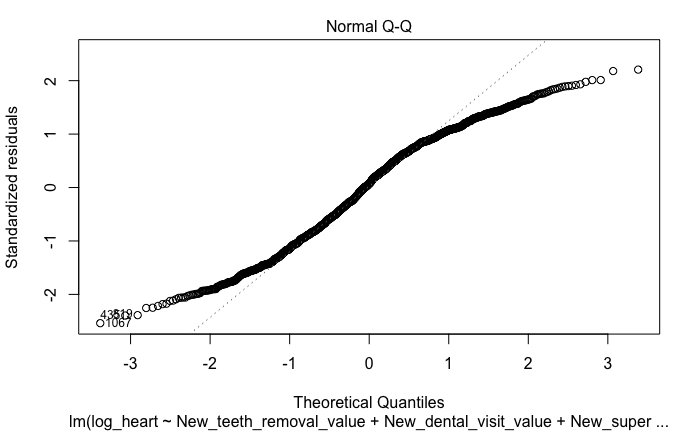 Normal Q-Q
Standardized residuals
2
1
0
-1
-2
1067
-3 -2 -1 0 1 2 3
Theoretical Quantiles
lm(log_heart ~ New_teeth_removal_value + New_dental_visit_value + New_super ...